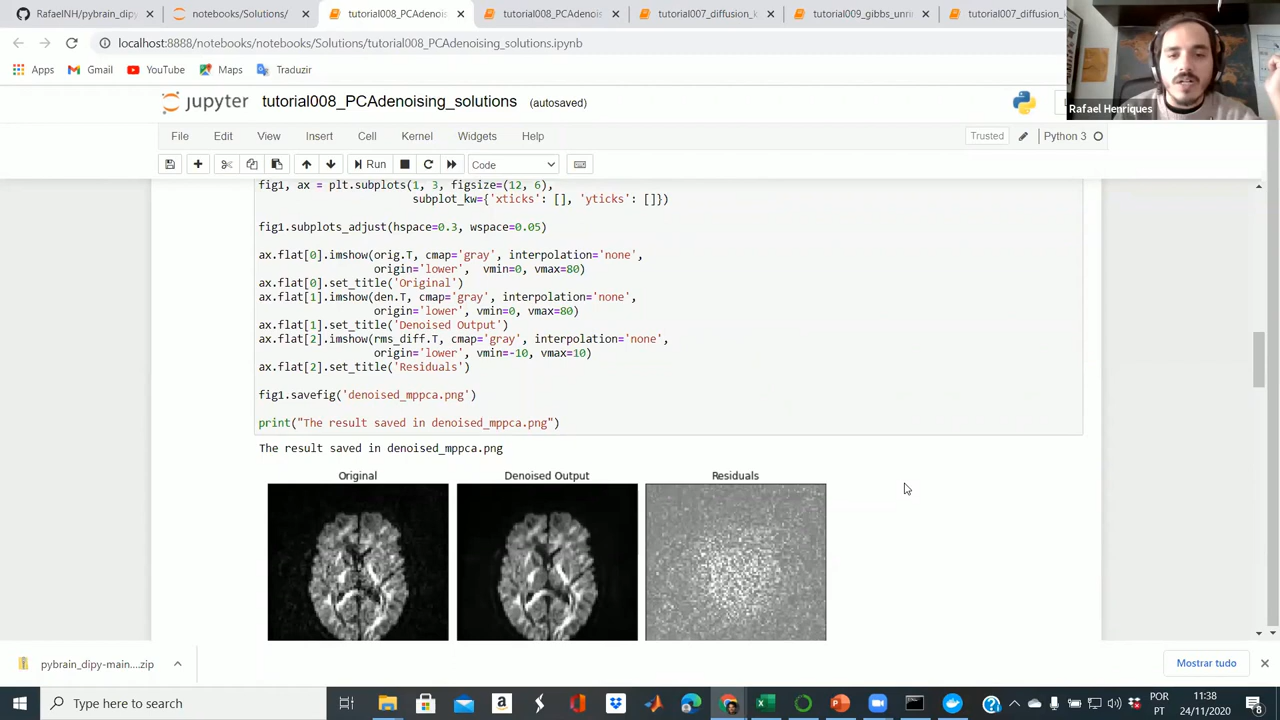 RafaelNH/pybrain_dip
notebooks/Solutions/
tutorial008_PCAdenois
tutorial008_PCAdenois
tutorial007_diffusion_k
tutorial009_gibbs_unri
tutorial007_diffusion_
localhost:8888/notebooks/notebooks/Solutions/tutorial008_PCAdenoising_solutions.ipynb
Apps Gmail YouTube Maps Traduzir
Rafael Henriques
jupyter tutorial008_PCAdenoising_solutions (autosaved)
File Edit View Insert Cell Kernel Widgets Help
Trusted Python 3
Run Code
fig1, ax = plt.subplots(1, 3, figsize=(12, 6),
subplot_kw={'xticks': [], 'yticks': []})
fig1.subplots_adjust(hspace=0.3, wspace=0.05)
ax.flat[0].imshow(orig.T, cmap='gray', interpolation='none',
origin='lower', vmin=0, vmax=80)
ax.flat[0].set_title('Original')
ax.flat[1].imshow(den.T, cmap='gray', interpolation='none',
origin='lower', vmin=0, vmax=80)
ax.flat[1].set_title('Denoised Output')
ax.flat[2].imshow(rms_diff.T, cmap='gray', interpolation='none',
origin='lower', vmin=-10, vmax=10)
ax.flat[2].set_title('Residuals')
fig1.savefig('denoised_mppca.png')
print("The result saved in denoised_mppca.png")
The result saved in denoised_mppca.png
Original Denoised Output Residuals
pybrain_dipy-main....zip
Mostrar tudo
Type here to search
POR
PT
11:38
24/11/2020
8